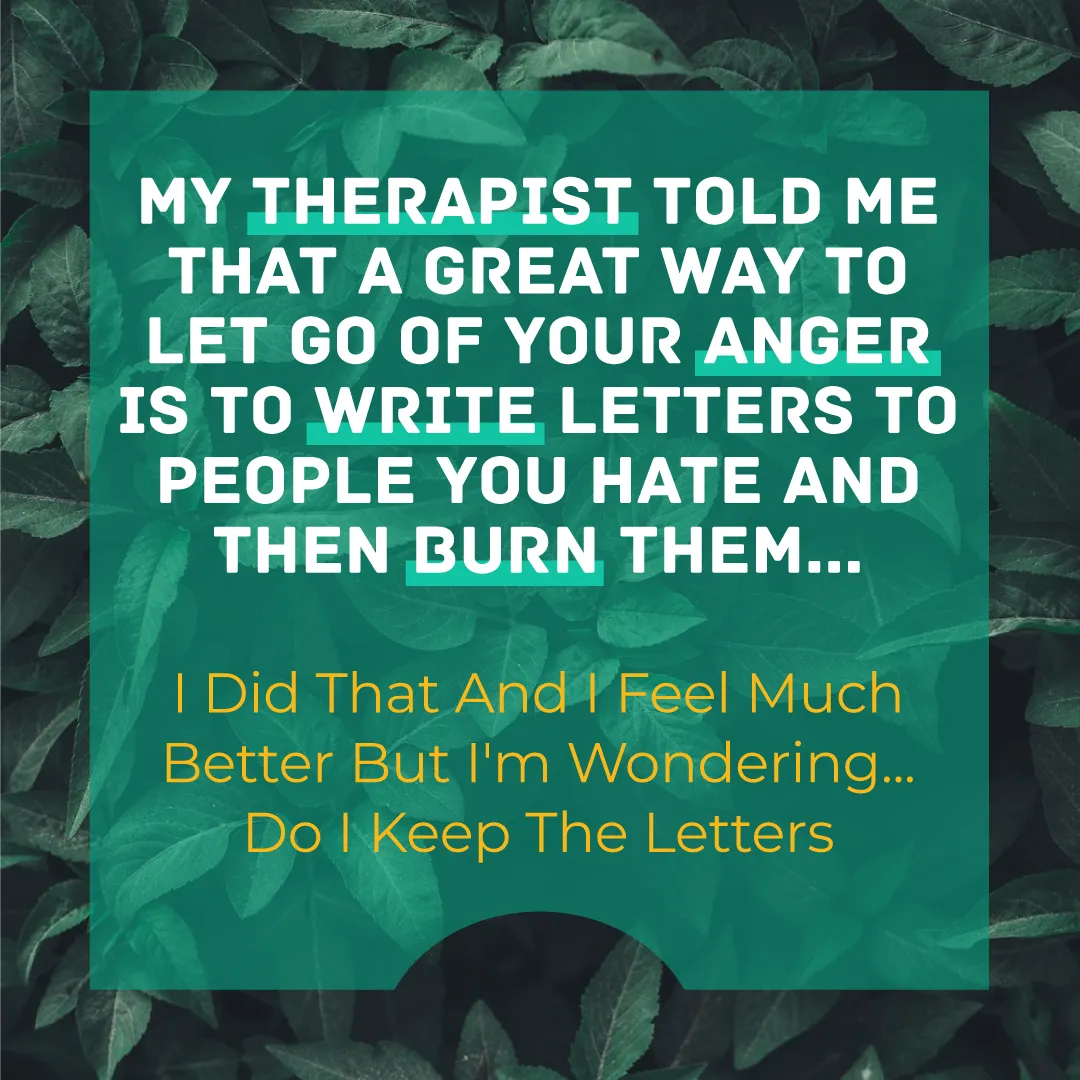 MY THERAPIST TOLD ME
THAT A GREAT WAY TO
LET GO OF YOUR ANGER
IS TO WRITE LETTERS TO
PEOPLE YOU HATE AND
THEN BURN THEM...
I Did That And I Feel Much
Better But I'm Wondering...
Do I Keep The Letters